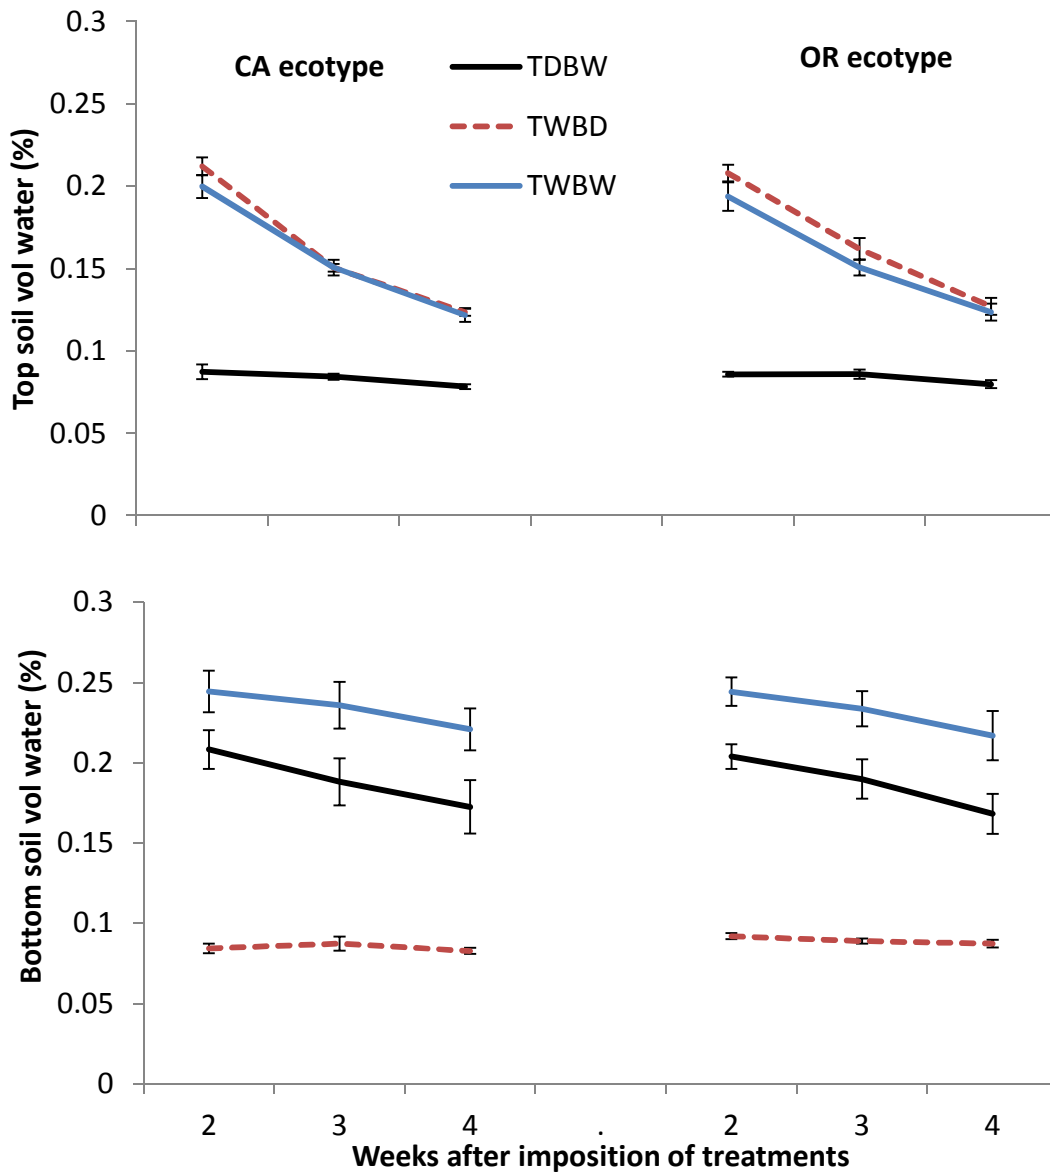 0.3
CA ecotype
TDBW
OR ecotype
0.25
TWBD
0.2
TWBW
0.15
0.1
0.05
0
Top soil vol water (%)
0.3
0.25
0.2
0.15
0.1
0.05
0
Bottom soil vol water (%)
2 3 4 . 2 3 4
Weeks after imposition of treatments